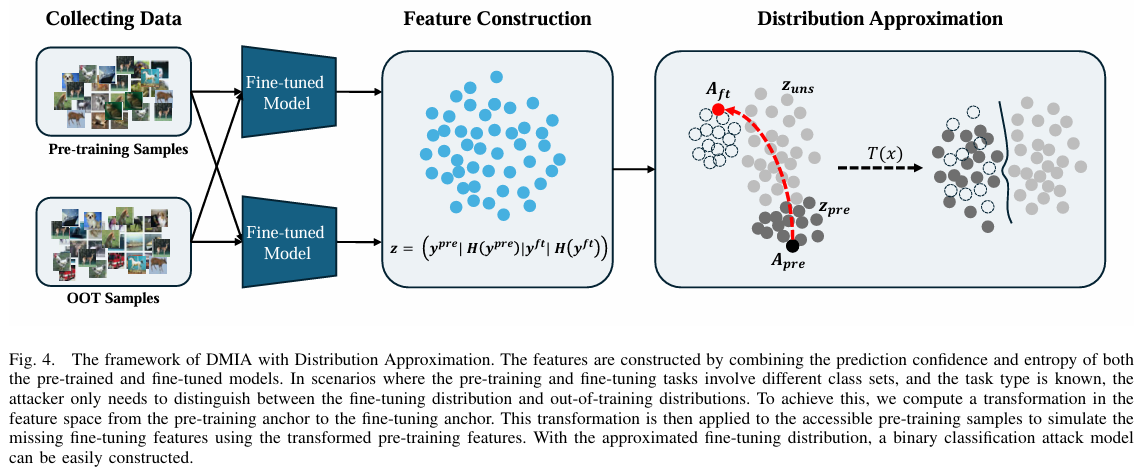 Collecting Data
Feature Construction
Distribution Approximation
Fine-tuned
Model
Pre-training Samples
Fine-tuned
Model
OOT Samples
z = (y^{pre}| H(y^{pre})|y^{ft}| H(y^{ft}))
A_{ft}
z_{uns}
T(x)
z_{pre}
A_{pre}
Fig. 4. The framework of DMIA with Distribution Approximation. The features are constructed by combining the prediction confidence and entropy of both
the pre-trained and fine-tuned models. In scenarios where the pre-training and fine-tuning tasks involve different class sets, and the task type is known, the
attacker only needs to distinguish between the fine-tuning distribution and out-of-training distributions. To achieve this, we compute a transformation in the
feature space from the pre-training anchor to the fine-tuning anchor. This transformation is then applied to the accessible pre-training samples to simulate the
missing fine-tuning features using the transformed pre-training features. With the approximated fine-tuning distribution, a binary classification attack model
can be easily constructed.